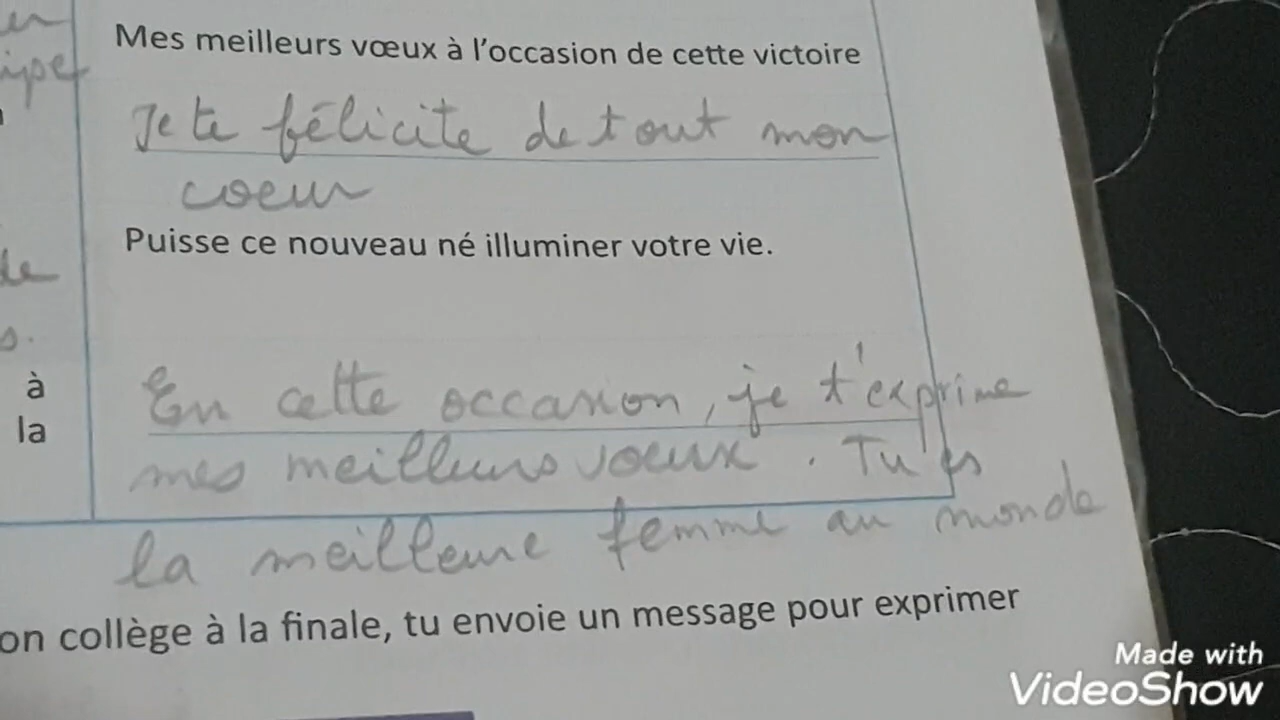 Mes meilleurs vœux à l'occasion de cette victoire
Je te félicite de tout mon
coeur
Puisse ce nouveau né illuminer votre vie.
de
s.
à
la
En cette occasion, je t'exprime
mes meilleurs voeux. Tu es
la meilleure femme au monde
on collège à la finale, tu envoie un message pour exprimer
Made with
VideoShow